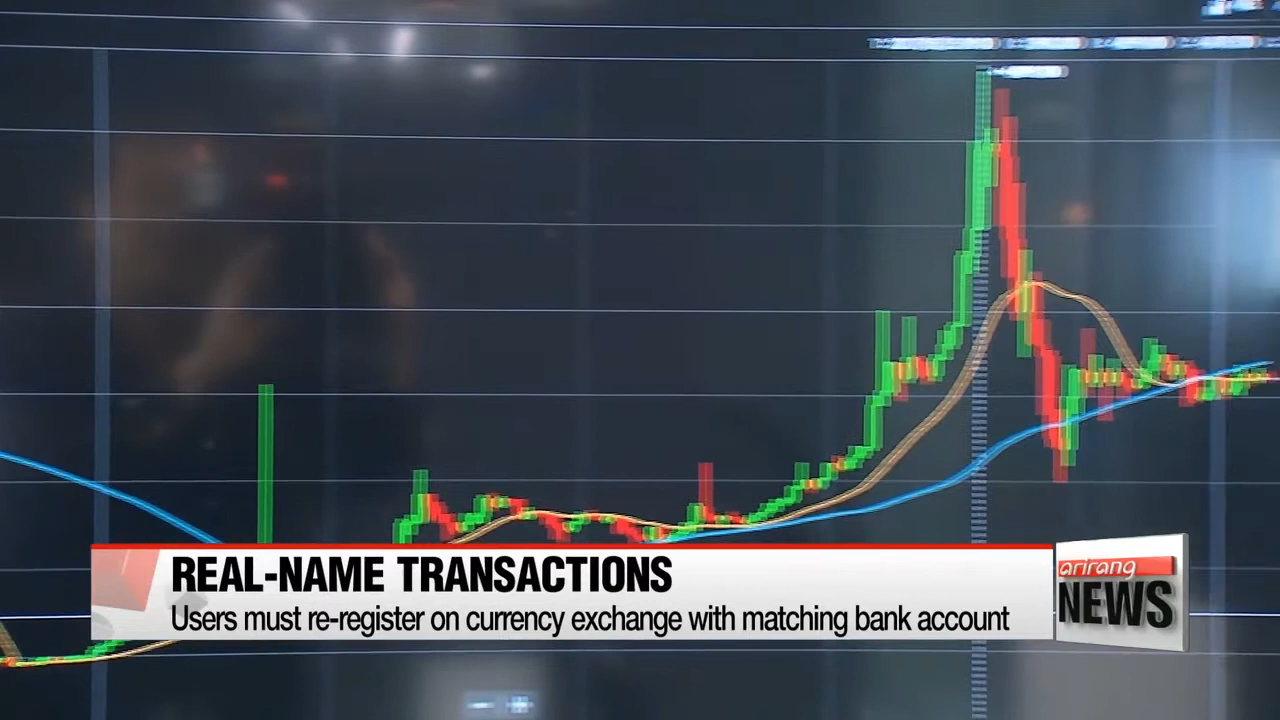 REAL-NAME TRANSACTIONS
Users must re-register on currency exchange with matching bank account
arirang
NEWS